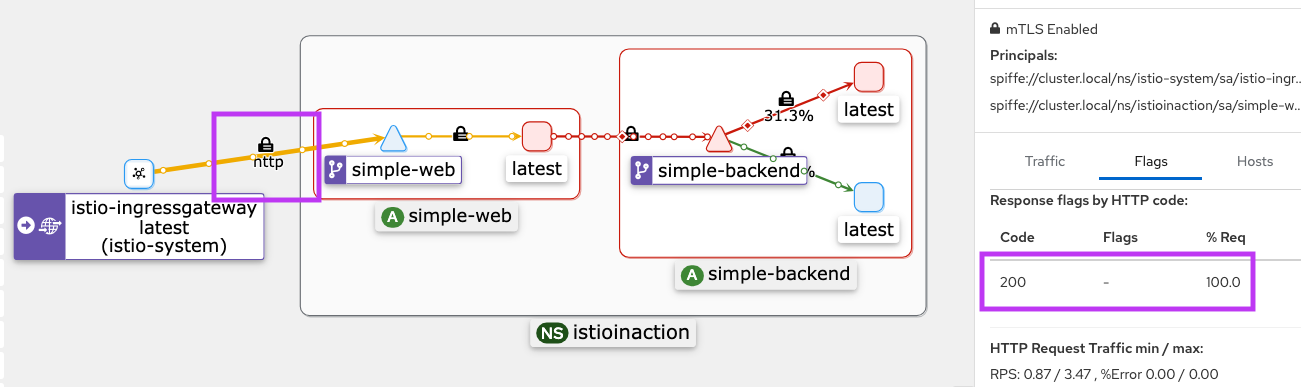 http
istio-ingressgateway
latest
(istio-system)
simple-web
latest
A simple-web
31.3%
latest
simple-backend
%
latest
A simple-backend
NS istioinaction
mTLS Enabled
Principals:
spiffe://cluster.local/ns/istio-system/sa/istio-ingr...
spiffe://cluster.local/ns/istioinaction/sa/simple-w...
Traffic Flags Hosts
Response flags by HTTP code:
Code Flags % Req
200 - 100.0
HTTP Request Traffic min / max:
RPS: 0.87 / 3.47 , %Error 0.00 / 0.00